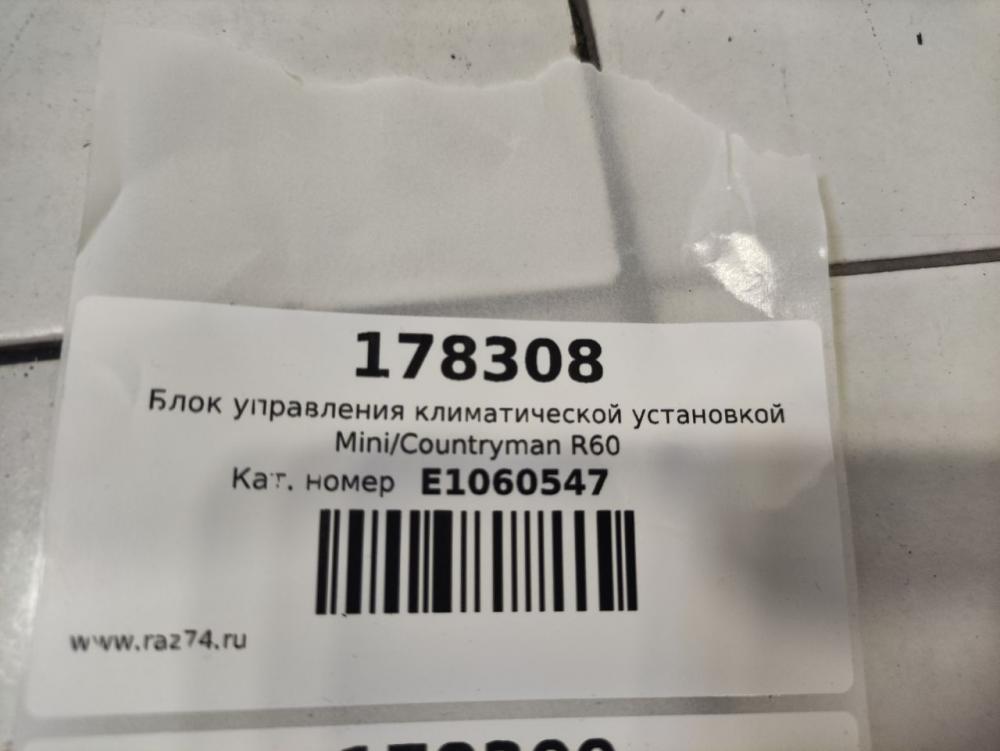 178308
Блок управления климатической установкой
Mini/Countryman R60
Кат. номер E1060547
www.raz74.ru